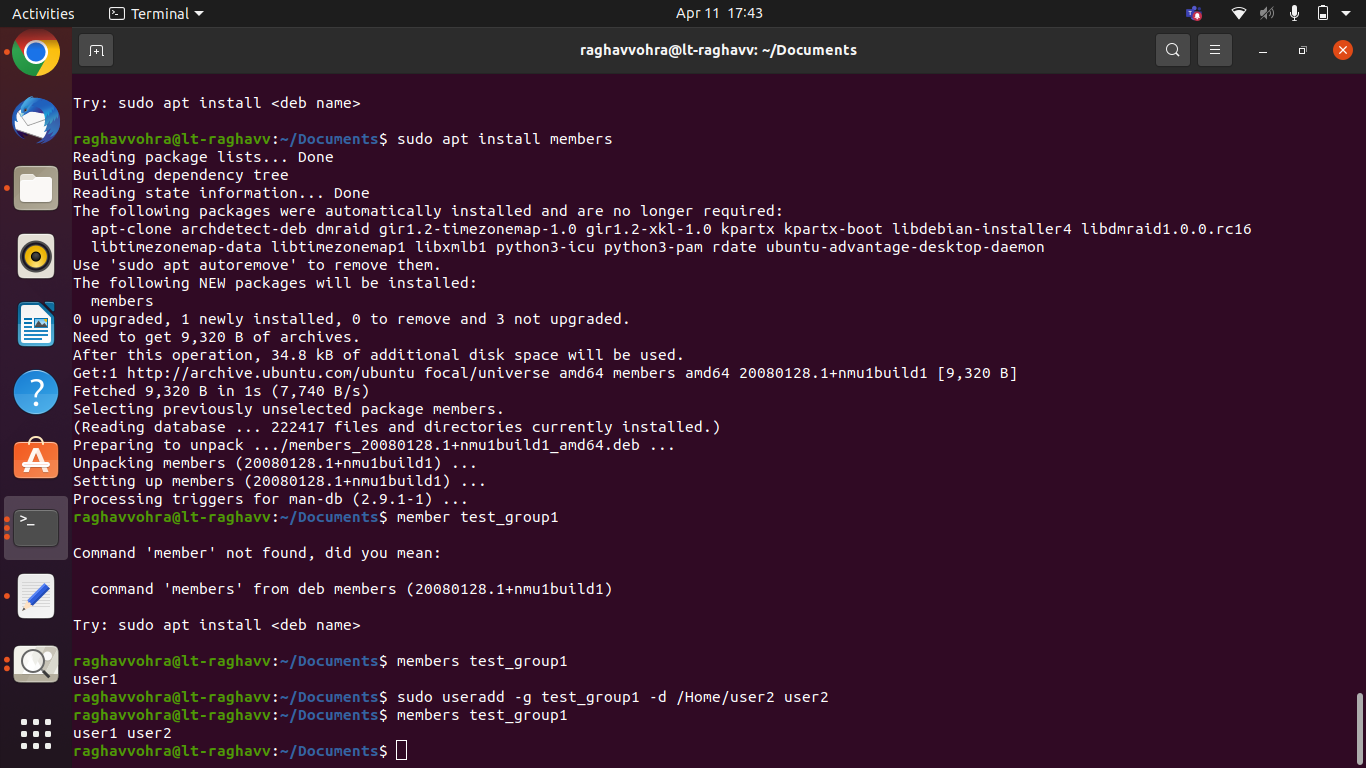 Activities
Terminal
Apr 11 17:43
raghavvohra@lt-raghavv: ~/Documents
Try: sudo apt install <deb name>
raghavvohra@lt-raghavv:~/Documents$ sudo apt install members
Reading package lists... Done
Building dependency tree
Reading state information... Done
The following packages were automatically installed and are no longer required:
  apt-clone archdetect-deb dmraid gir1.2-timezonemap-1.0 gir1.2-xkl-1.0 kpartx kpartx-boot libdebian-installer4 libdmraid1.0.0.rc16
  libtimezonemap-data libtimezonemap1 libxmlb1 python3-icu python3-pam rdate ubuntu-advantage-desktop-daemon
Use 'sudo apt autoremove' to remove them.
The following NEW packages will be installed:
  members
0 upgraded, 1 newly installed, 0 to remove and 3 not upgraded.
Need to get 9,320 B of archives.
After this operation, 34.8 kB of additional disk space will be used.
Get:1 http://archive.ubuntu.com/ubuntu focal/universe amd64 members amd64 20080128.1+nmu1build1 [9,320 B]
Fetched 9,320 B in 1s (7,740 B/s)
Selecting previously unselected package members.
(Reading database ... 222417 files and directories currently installed.)
Preparing to unpack .../members_20080128.1+nmu1build1_amd64.deb ...
Unpacking members (20080128.1+nmu1build1) ...
Setting up members (20080128.1+nmu1build1) ...
Processing triggers for man-db (2.9.1-1) ...
raghavvohra@lt-raghavv:~/Documents$ member test_group1
Command 'member' not found, did you mean:
  command 'members' from deb members (20080128.1+nmu1build1)
Try: sudo apt install <deb name>
raghavvohra@lt-raghavv:~/Documents$ members test_group1
user1
raghavvohra@lt-raghavv:~/Documents$ sudo useradd -g test_group1 -d /Home/user2 user2
raghavvohra@lt-raghavv:~/Documents$ members test_group1
user1 user2
raghavvohra@lt-raghavv:~/Documents$